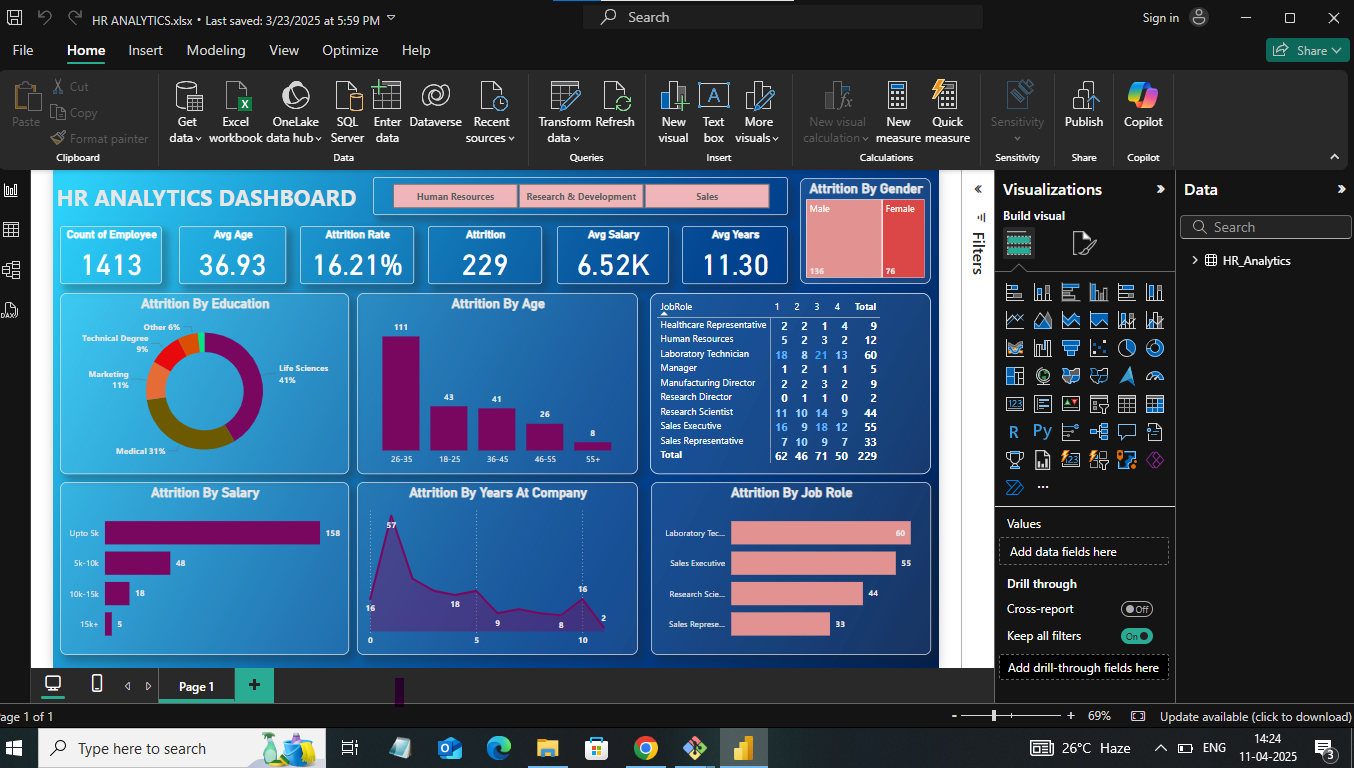 HR ANALYTICS.xlsx • Last saved: 3/23/2025 at 5:59 PM
Search
Sign in
File Home Insert Modeling View Optimize Help
Share
Paste
Cut
Copy
Format painter
Clipboard
Get data
Excel workbook
OneLake data hub
SQL Server
Enter data
Dataverse
Recent sources
Data
Transform data
Refresh
Queries
New visual
Text box
More visuals
Insert
New visual calculation
New measure
Quick measure
Calculations
Sensitivity
Sensitivity
Publish
Share
Copilot
Copilot
HR ANALYTICS DASHBOARD
Human Resources
Research & Development
Sales
Count of Employee
1413
Avg Age
36.93
Attrition Rate
16.21%
Attrition
229
Avg Salary
6.52K
Avg Years
11.30
Attrition By Gender
Male
136
Female
76
Attrition By Education
Other 6%
Technical Degree
9%
Marketing
11%
Life Sciences
41%
Medical 31%
Attrition By Age
111
43
41
26
8
26-35 18-25 36-45 46-55 55+
JobRole 1 2 3 4 Total
Healthcare Representative 2 2 1 4 9
Human Resources 5 2 3 2 12
Laboratory Technician 18 8 21 13 60
Manager 1 2 1 1 5
Manufacturing Director 2 2 3 2 9
Research Director 0 1 1 0 2
Research Scientist 11 10 14 9 44
Sales Executive 16 9 18 12 55
Sales Representative 7 10 9 7 33
Total 62 46 71 50 229
Attrition By Salary
Upto 5k 158
5k-10k 48
10k-15k 18
15k+ 5
Attrition By Years At Company
57
16
18
9
8
16
2
0 5 10
Attrition By Job Role
Laboratory Tec... 60
Sales Executive 55
Research Scie... 44
Sales Represe... 33
Filters
Visualizations
Build visual
123
R
Py
123
...
Values
Add data fields here
Drill through
Cross-report
Off
Keep all filters
On
Add drill-through fields here
Data
Search
HR_Analytics
DAX
Page 1
+
age 1 of 1
- + 69%
Update available (click to download)
Type here to search
26°C Haze
ENG
14:24
11-04-2025
3